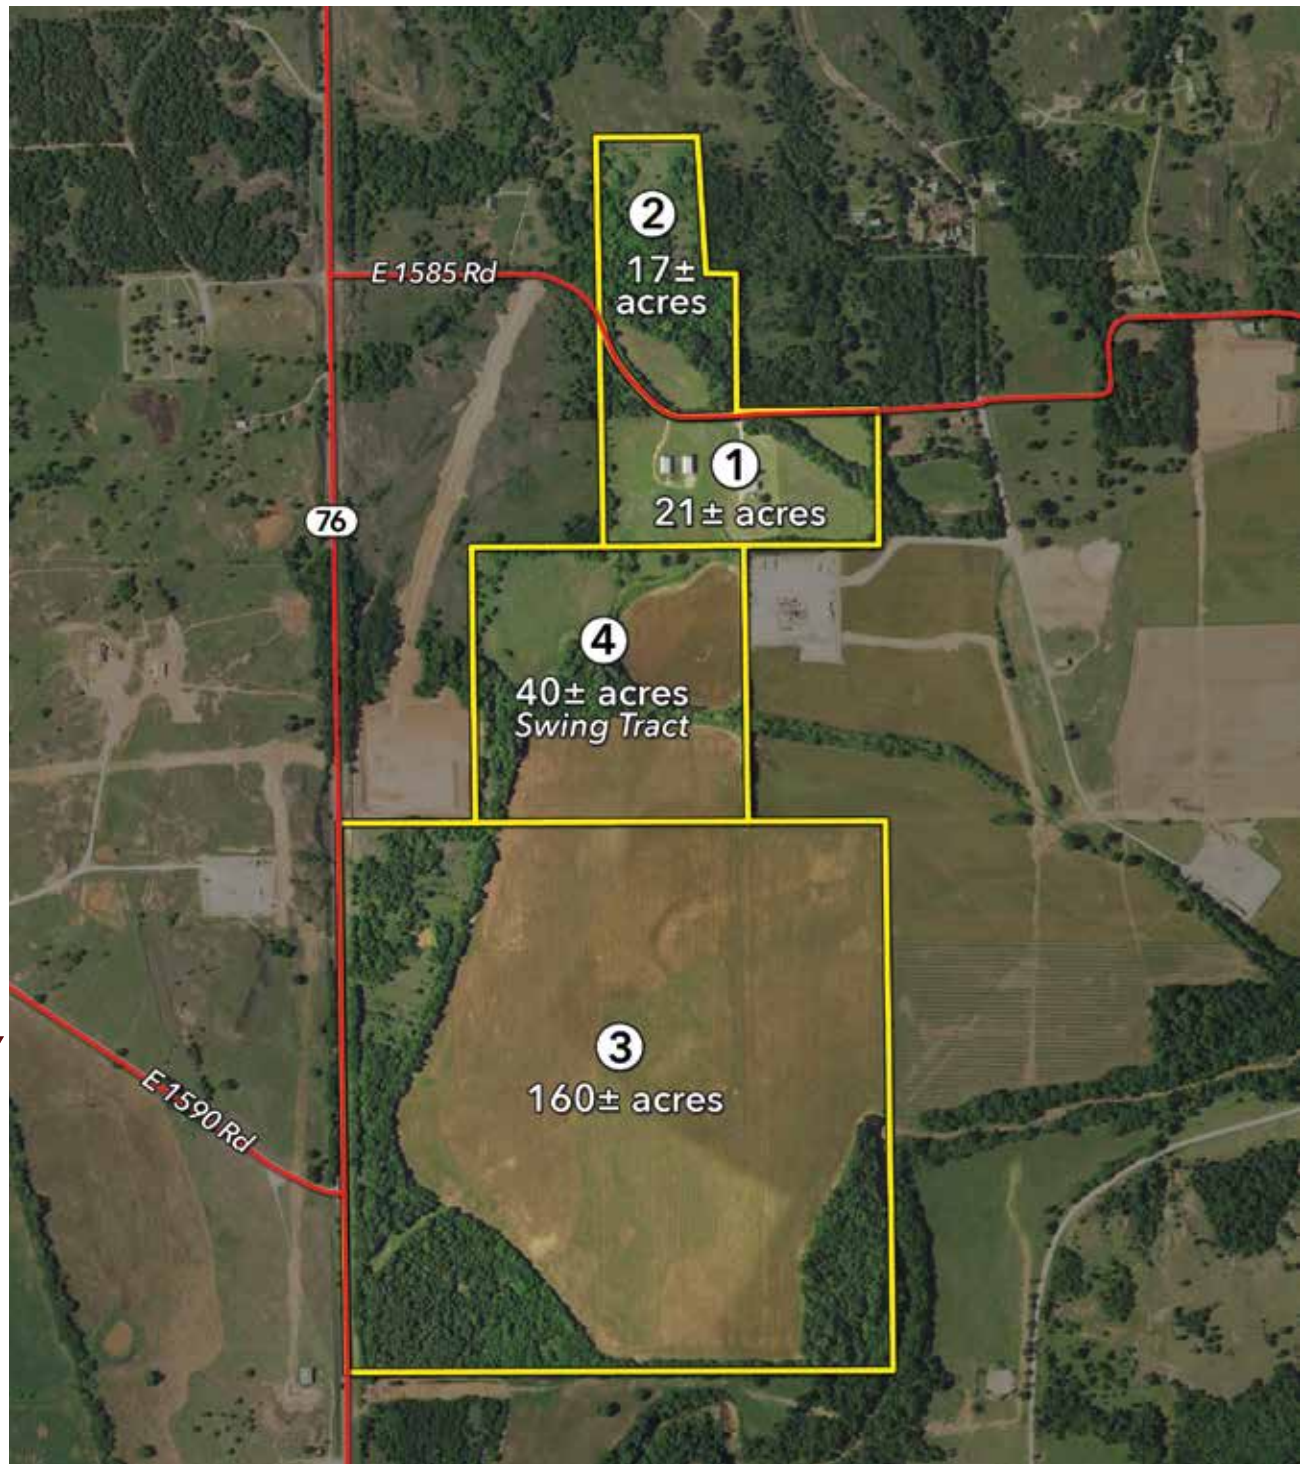 2
17±
acres
E 1585 Rd
1
21± acres
76
4
40± acres
Swing Tract
3
160± acres
E 1590 Rd